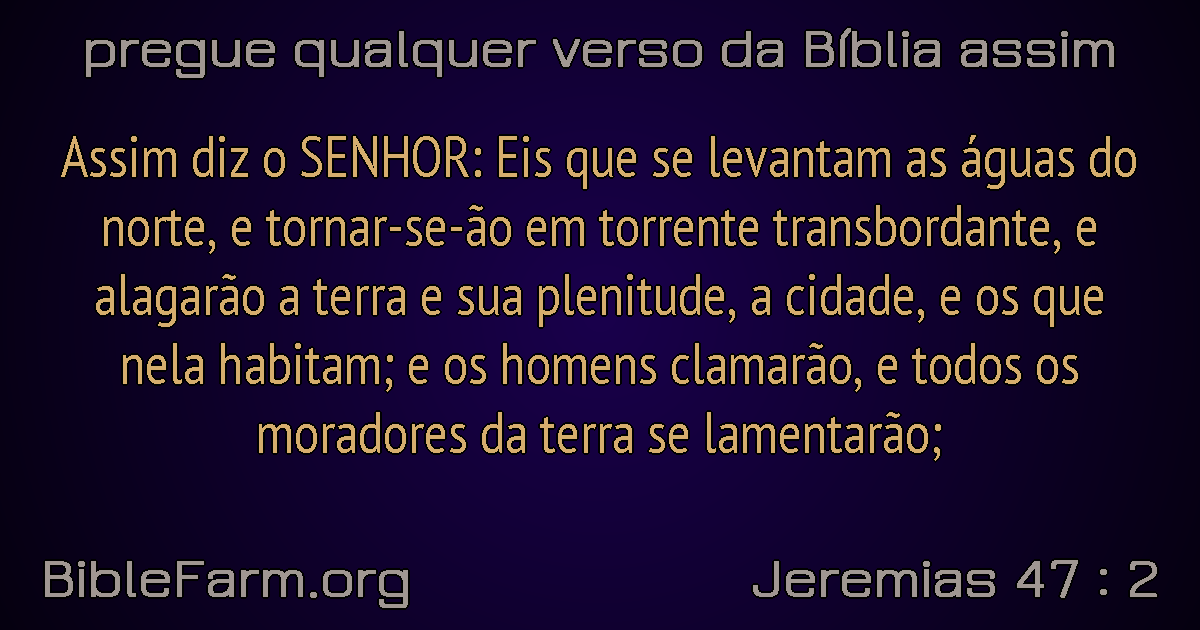 pregue qualquer verso da Bíblia assim
Assim diz o SENHOR: Eis que se levantam as águas do
norte, e tornar-se-ão em torrente transbordante, e
alagarão a terra e sua plenitude, a cidade, e os que
nela habitam; e os homens clamarão, e todos os
moradores da terra se lamentarão;
BibleFarm.org
Jeremias 47 : 2